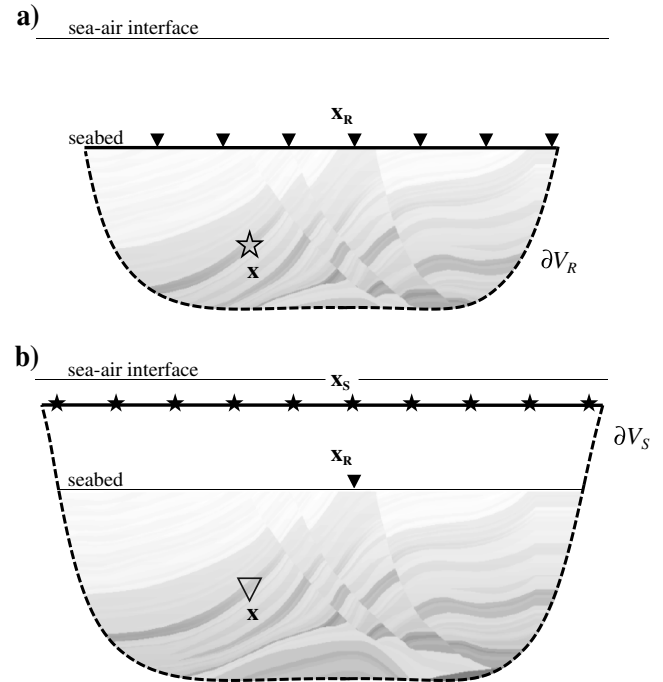 a)
sea-air interface
x_R
seabed
x
∂V_R
b)
sea-air interface
x_S
∂V_S
x_R
seabed
x